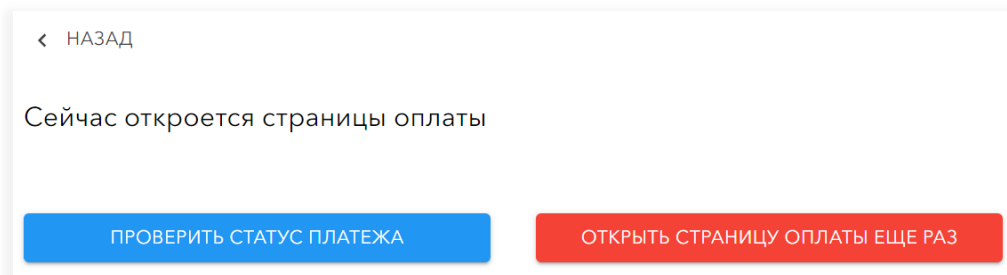 НАЗАД
Сейчас откроется страницы оплаты
ПРОВЕРИТЬ СТАТУС ПЛАТЕЖА
ОТКРЫТЬ СТРАНИЦУ ОПЛАТЫ ЕЩЕ РАЗ